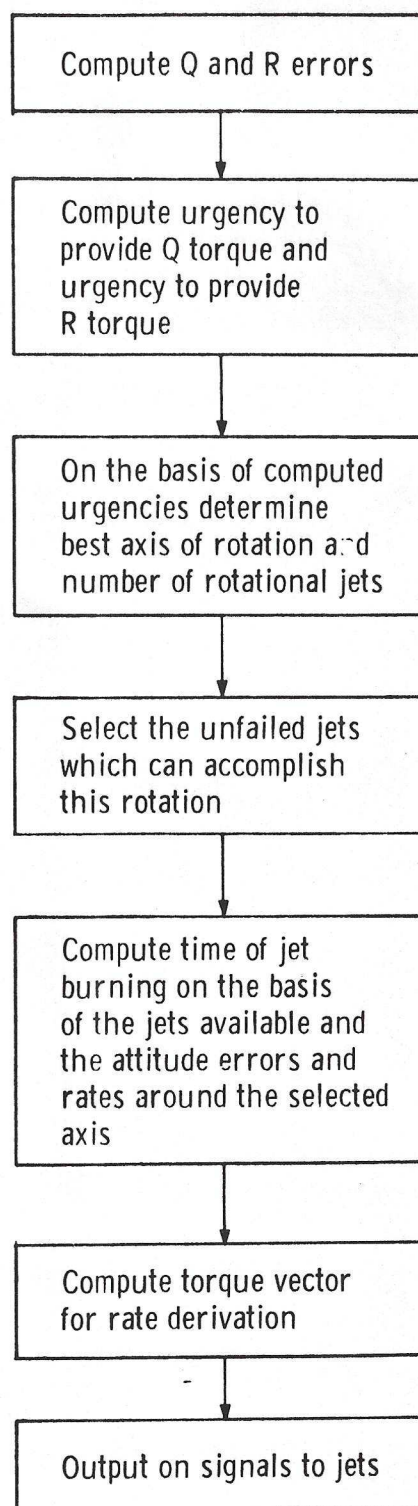 Compute Q and R errors
Compute urgency to
provide Q torque and
urgency to provide
R torque
On the basis of computed
urgencies determine
best axis of rotation and
number of rotational jets
Select the unfailed jets
which can accomplish
this rotation
Compute time of jet
burning on the basis
of the jets available and
the attitude errors and
rates around the selected
axis
Compute torque vector
for rate derivation
Output on signals to jets